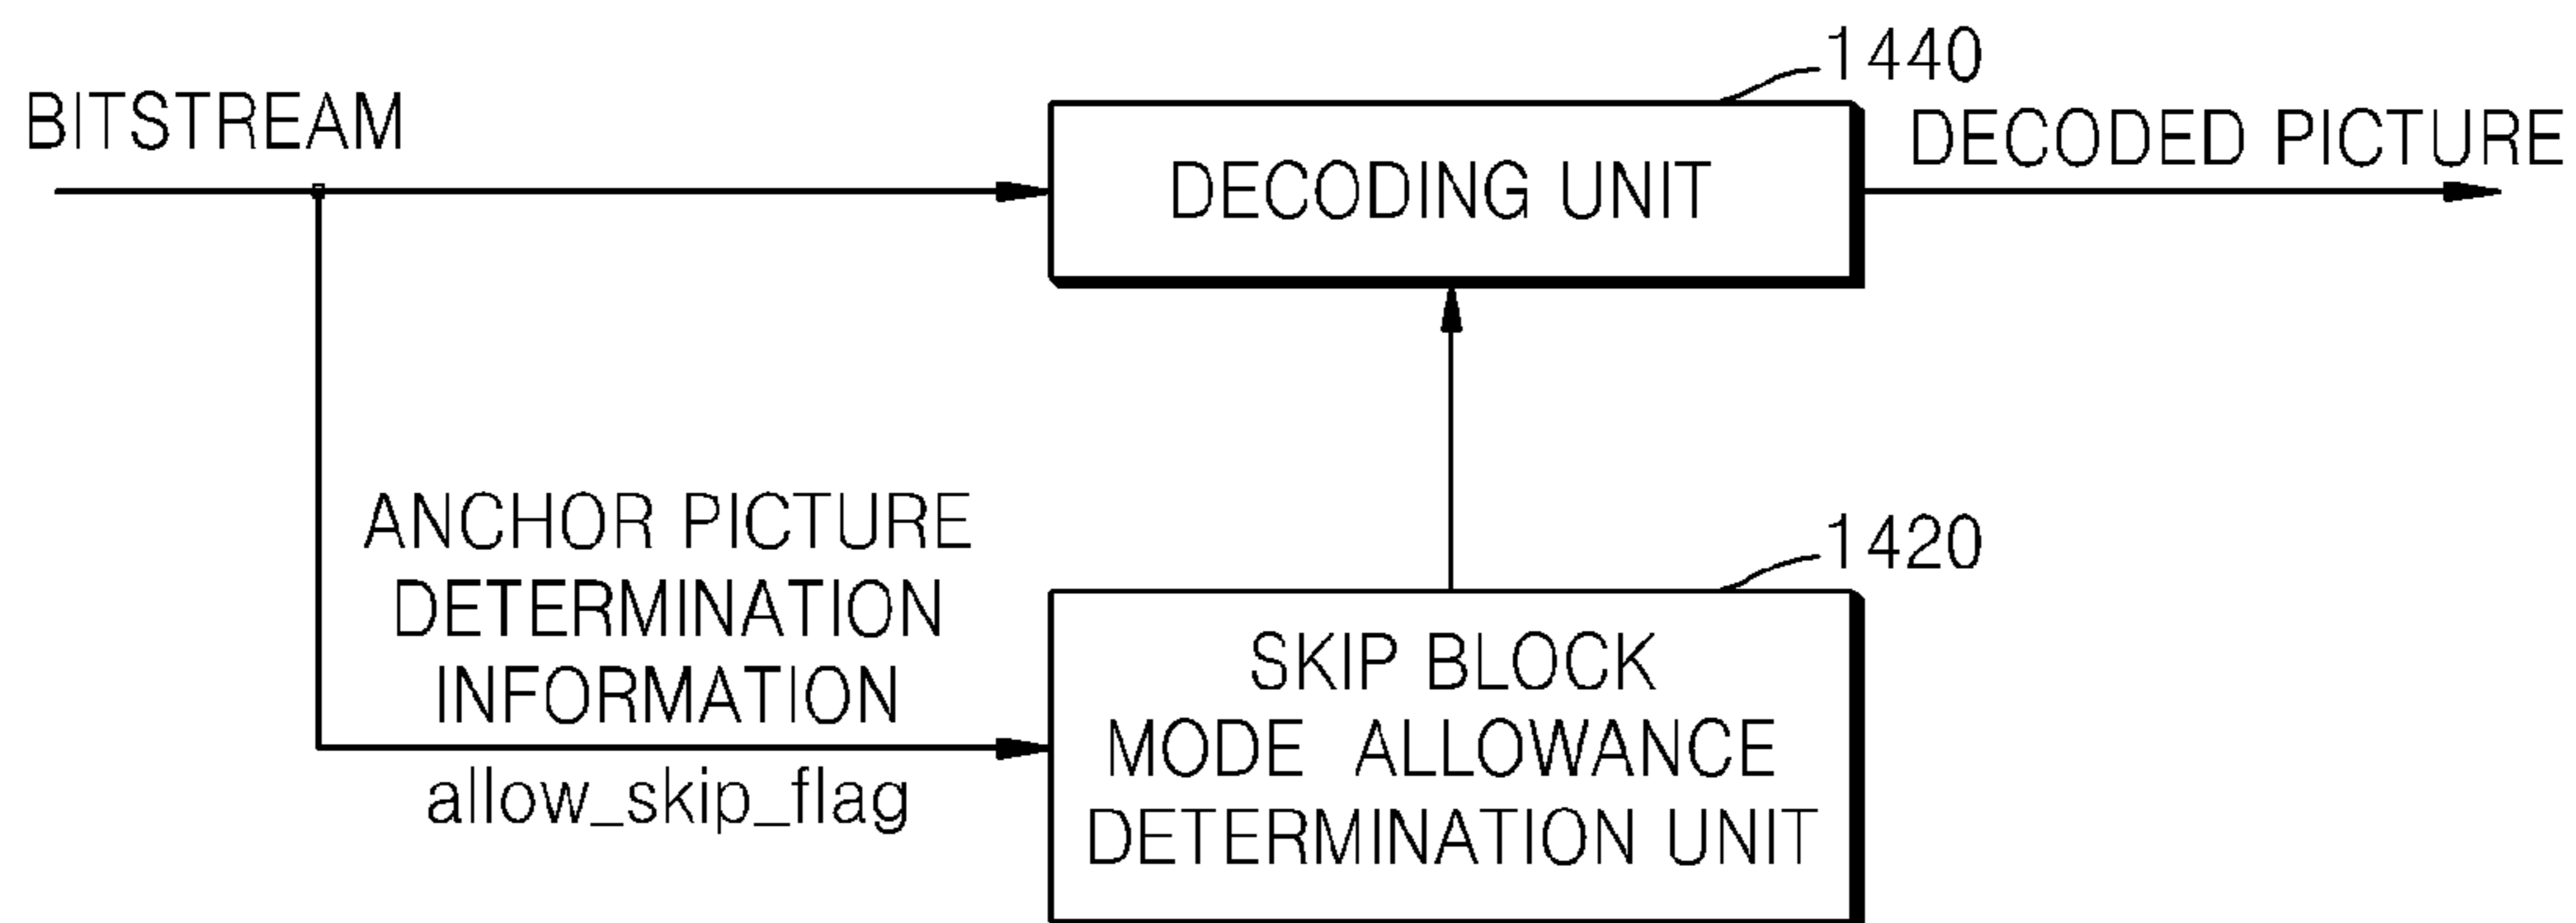 1440
BITSTREAM
DECODING UNIT
DECODED PICTURE
ANCHOR PICTURE
DETERMINATION
INFORMATION
allow_skip_flag
1420
SKIP BLOCK
MODE ALLOWANCE
DETERMINATION UNIT